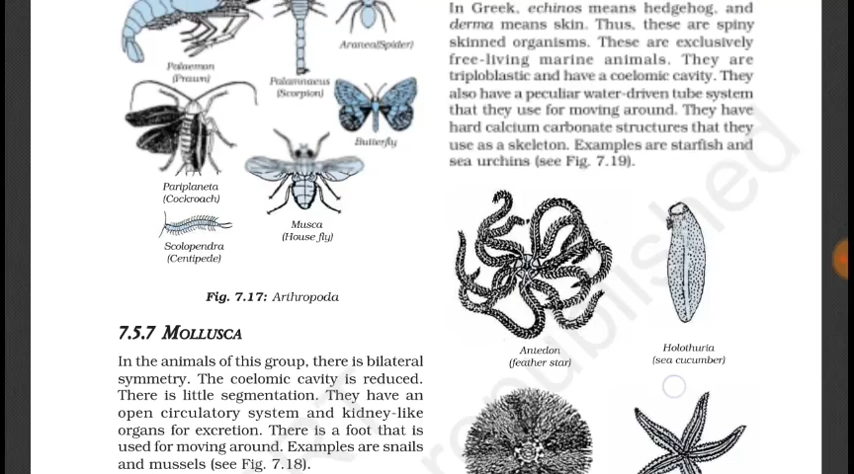 Palaemon
(Prawn)
Palamnaeus
(Scorpion)
Aranea(Spider)
Butterfly
Periplaneta
(Cockroach)
Musca
(House fly)
Scolopendra
(Centipede)
Fig. 7.17: Arthropoda
7.5.7 MOLLUSCA
In the animals of this group, there is bilateral
symmetry. The coelomic cavity is reduced.
There is little segmentation. They have an
open circulatory system and kidney-like
organs for excretion. There is a foot that is
used for moving around. Examples are snails
and mussels (see Fig. 7.18).
In Greek, echinos means hedgehog, and
derma means skin. Thus, these are spiny
skinned organisms. These are exclusively
free-living marine animals. They are
triploblastic and have a coelomic cavity. They
also have a peculiar water-driven tube system
that they use for moving around. They have
hard calcium carbonate structures that they
use as a skeleton. Examples are starfish and
sea urchins (see Fig. 7.19).
Antedon
(feather star)
Holothuria
(sea cucumber)
republished